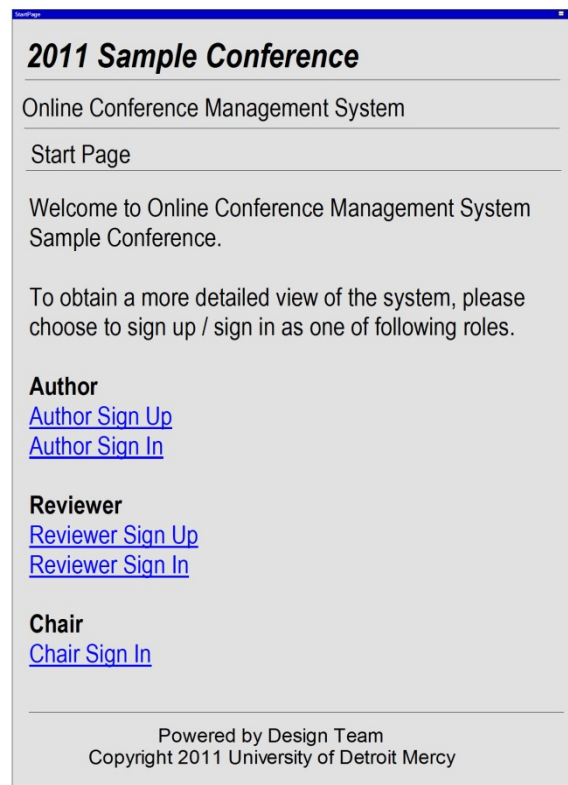 StartPage
2011 Sample Conference
Online Conference Management System
Start Page
Welcome to Online Conference Management System
Sample Conference.
To obtain a more detailed view of the system, please
choose to sign up / sign in as one of following roles.
Author
Author Sign Up
Author Sign In
Reviewer
Reviewer Sign Up
Reviewer Sign In
Chair
Chair Sign In
Powered by Design Team
Copyright 2011 University of Detroit Mercy